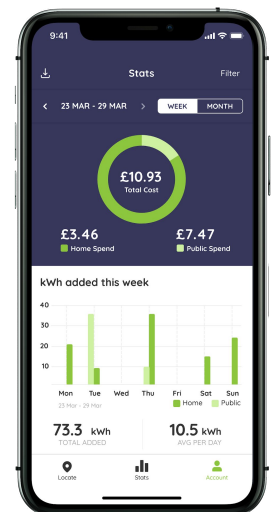 9:41
Stats
Filter
23 MAR - 29 MAR
WEEK
MONTH
£10.93
Total Cost
£3.46
£7.47
Home Spend
Public Spend
kWh added this week
40
30
20
10
Mon Tue Wed Thu Fri Sat Sun
23 Mar - 29 Mar
Home
Public
73.3 kWh
10.5 kWh
TOTAL ADDED
AVG PER DAY
Locate
Stats
Account